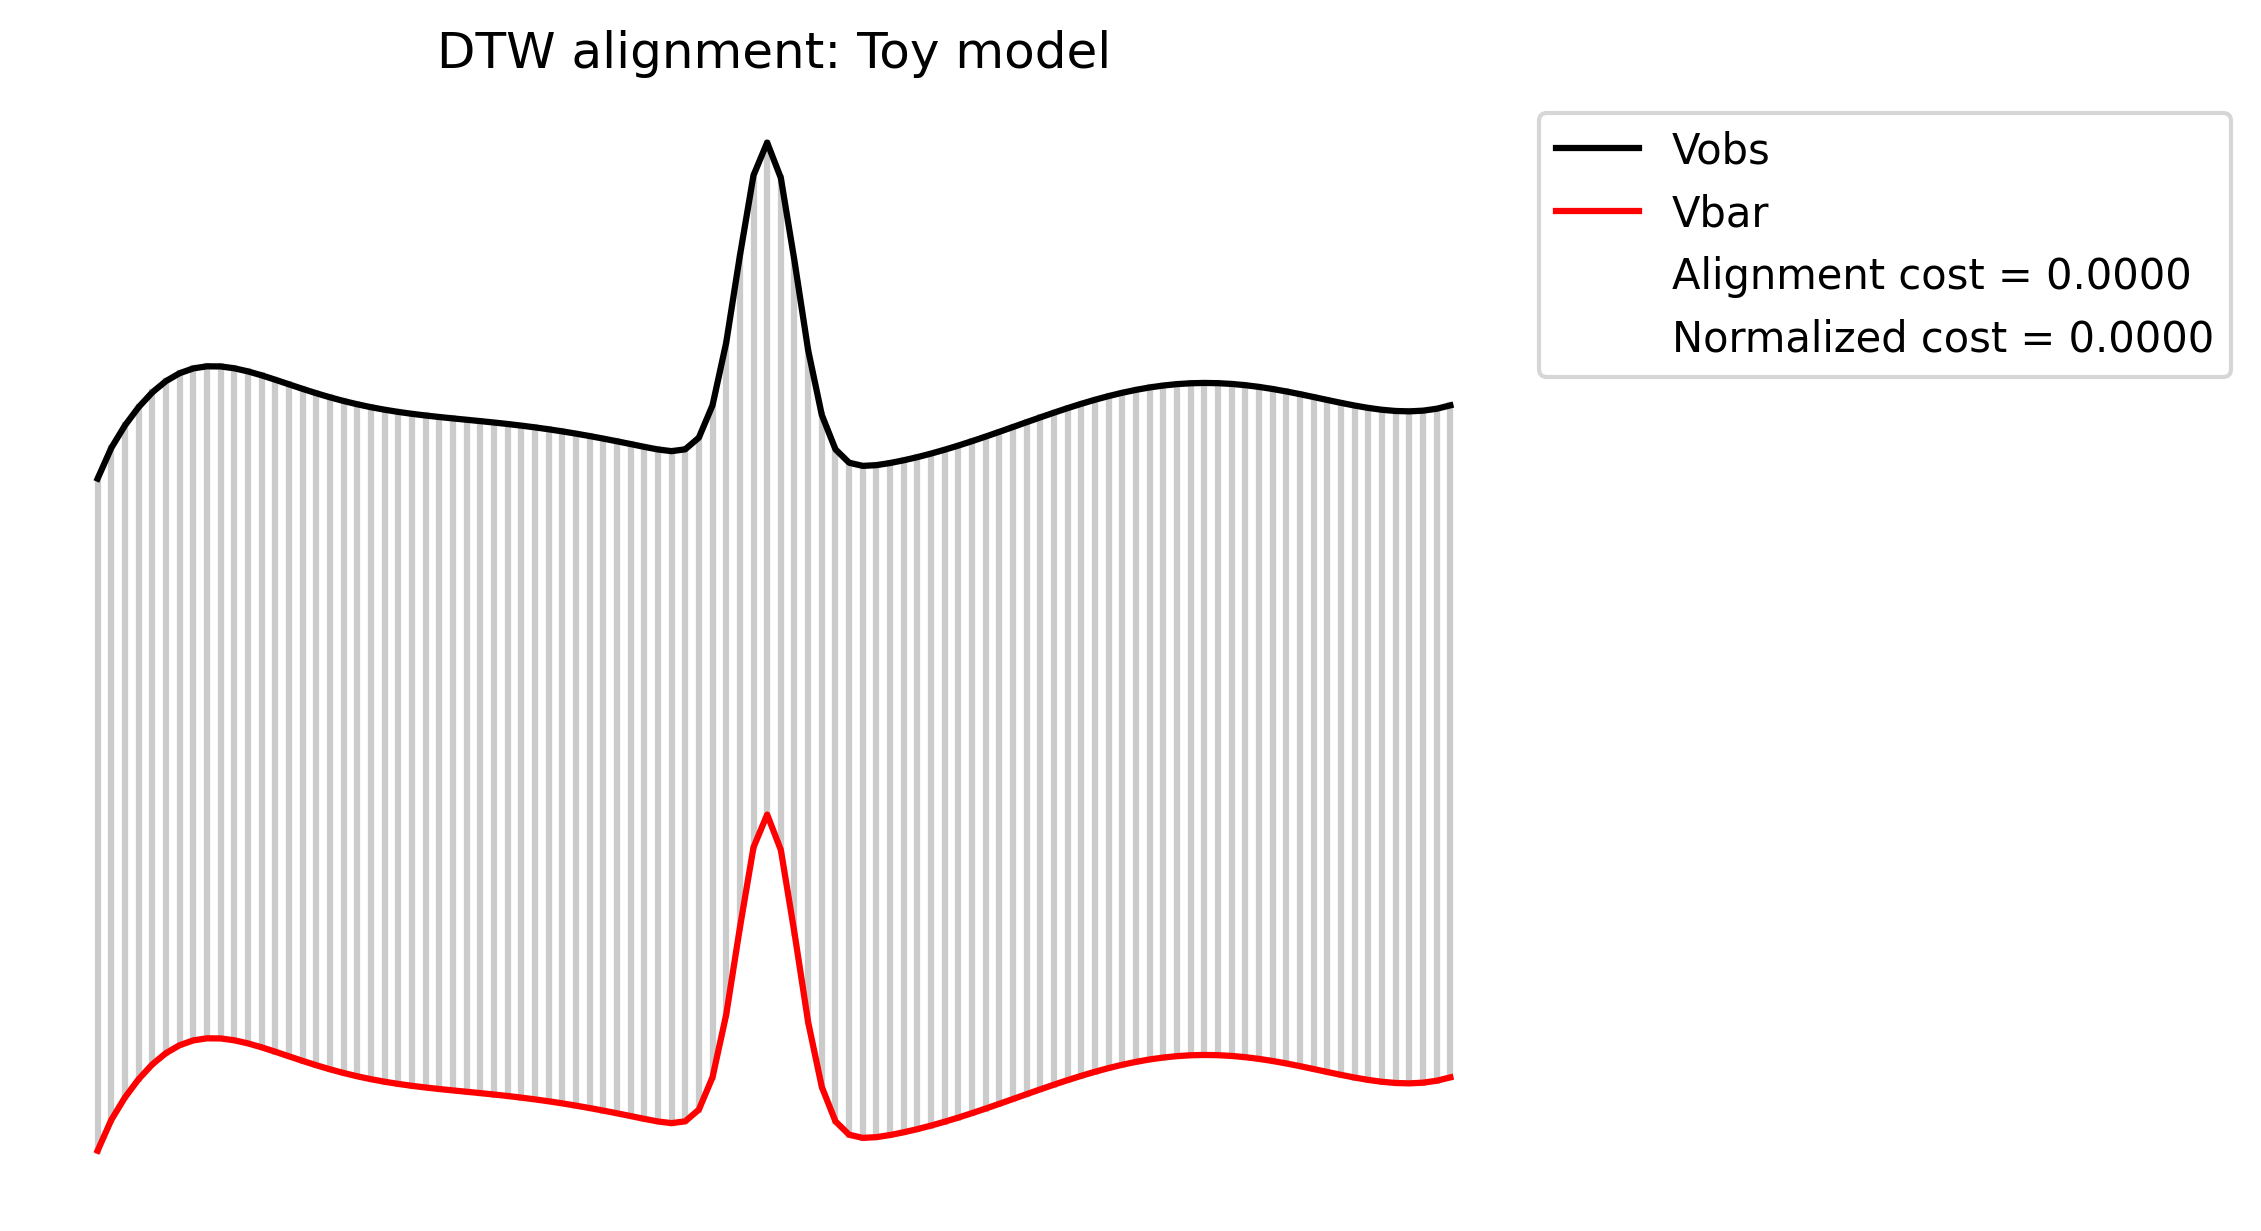 DTW alignment: Toy model
Vobs
Vbar
Alignment cost = 0.0000
Normalized cost = 0.0000